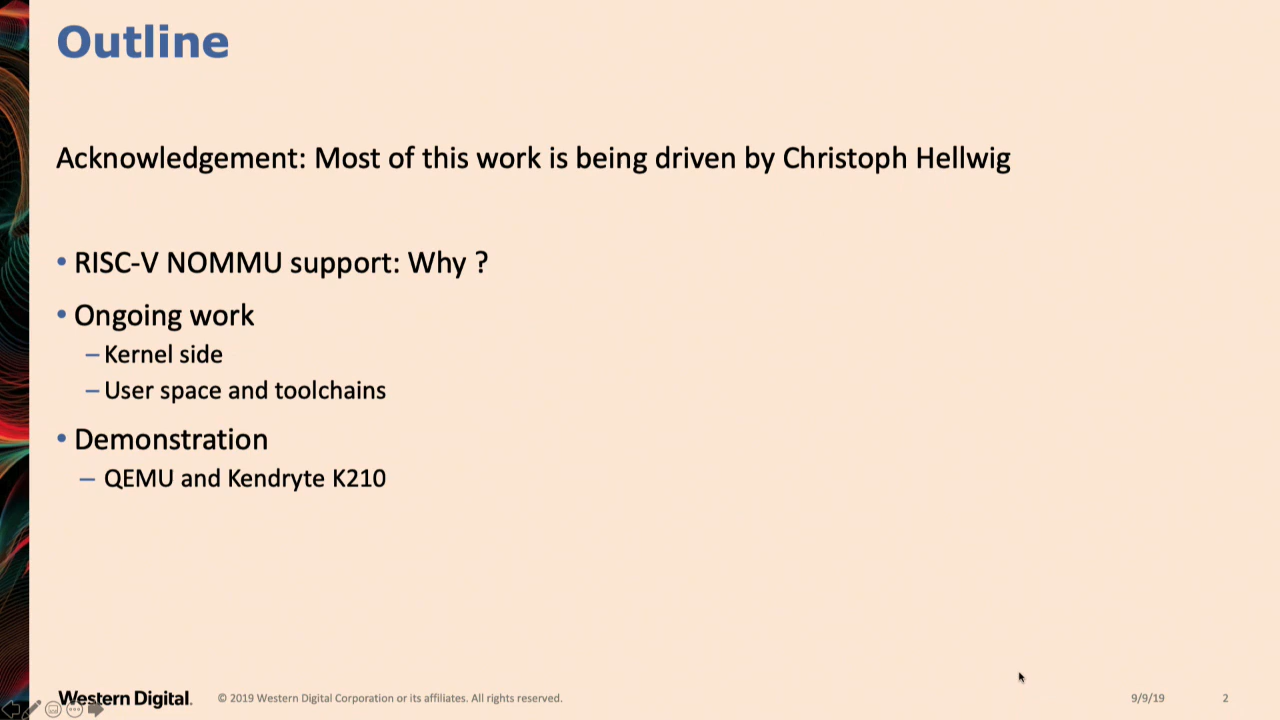 Outline
Acknowledgement: Most of this work is being driven by Christoph Hellwig
• RISC-V NOMMU support: Why ?
• Ongoing work
– Kernel side
– User space and toolchains
• Demonstration
– QEMU and Kendryte K210
Western Digital.
© 2019 Western Digital Corporation or its affiliates. All rights reserved.
9/9/19
2